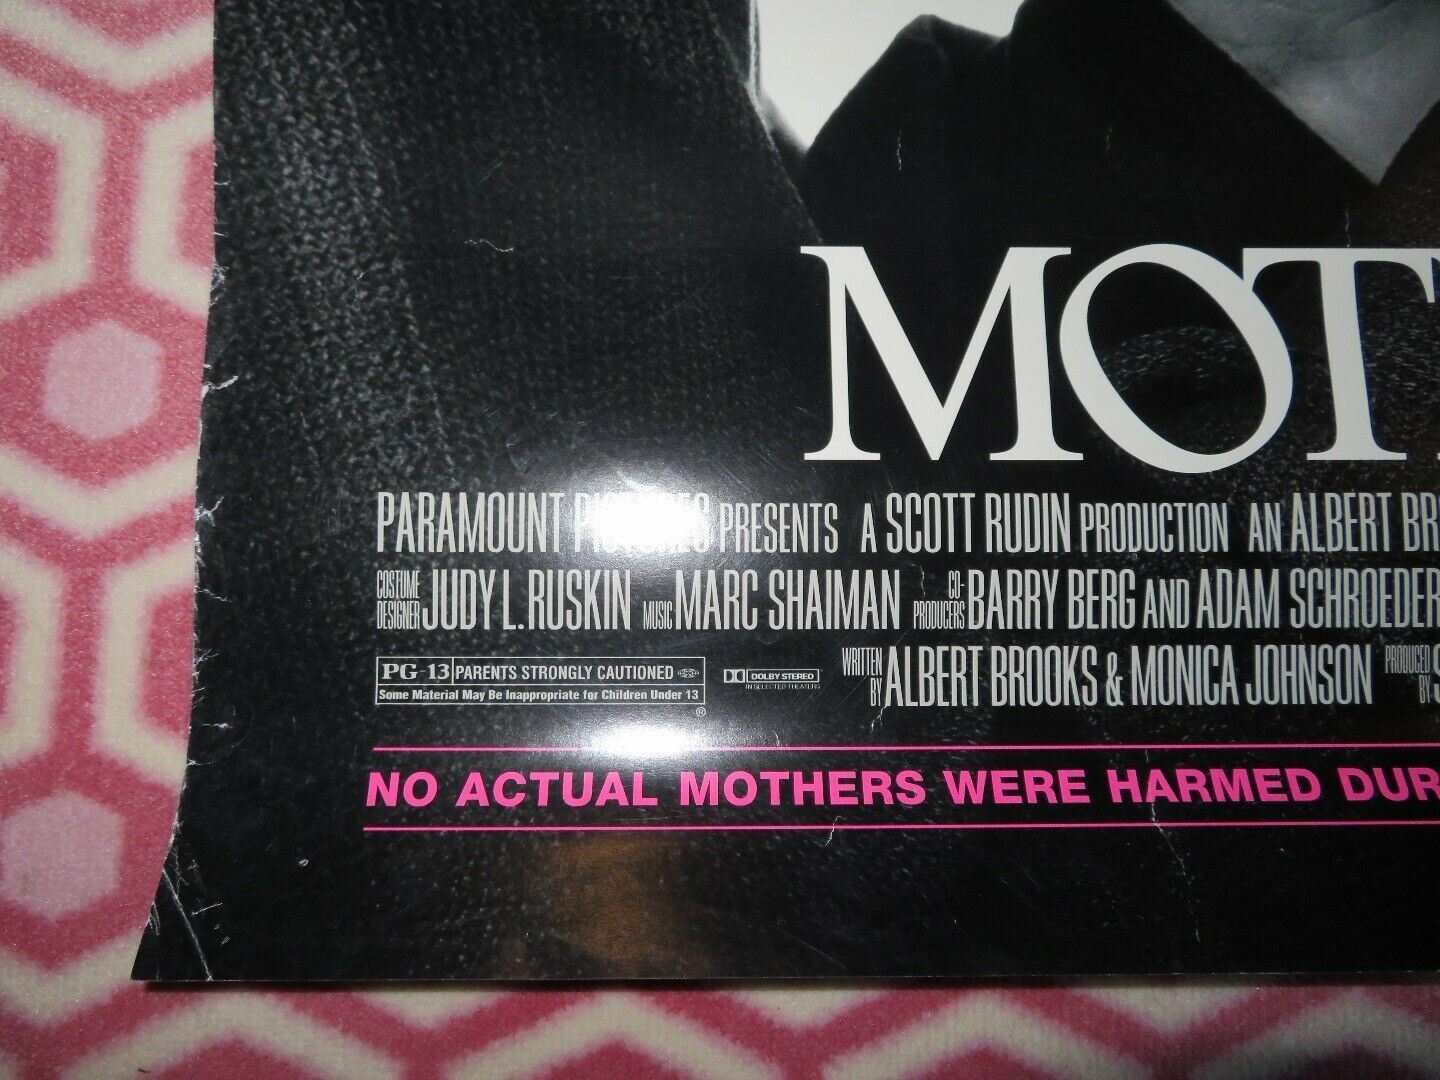 MOT
PARAMOUNT PICTURES PRESENTS A SCOTT RUDIN PRODUCTION AN ALBERT BR
COSTUME DESIGNER JUDY L. RUSKIN MUSIC MARC SHAIMAN CO-PRODUCERS BARRY BERG AND ADAM SCHROEDER
PG-13 PARENTS STRONGLY CAUTIONED
Some Material May Be Inappropriate for Children Under 13
®
DOLBY STEREO
IN SELECTED THEATERS
WRITTEN BY ALBERT BROOKS & MONICA JOHNSON PRODUCED BY S
NO ACTUAL MOTHERS WERE HARMED DUR